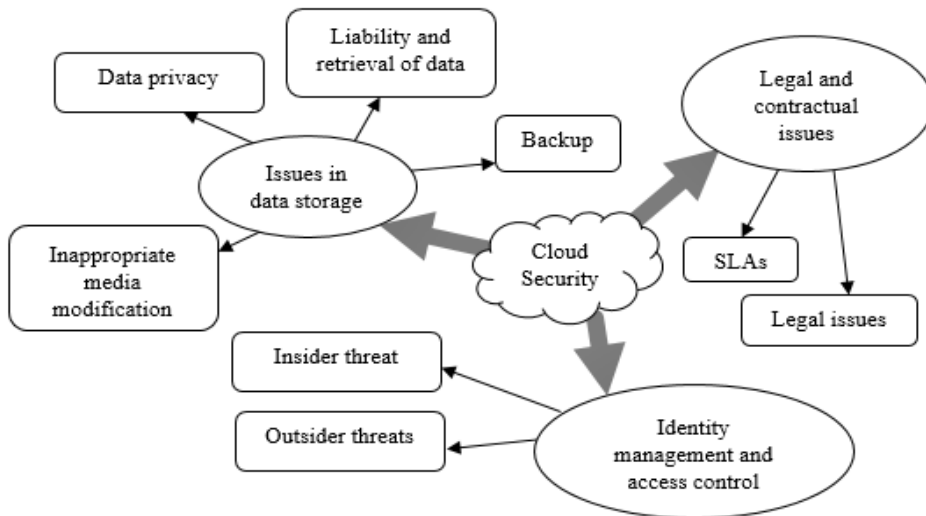 Liability and
retrieval of data
Data privacy
Legal and
contractual
issues
Backup
Issues in
data storage
Inappropriate
media
modification
Cloud
Security
SLAs
Legal issues
Insider threat
Outsider threats
Identity
management and
access control